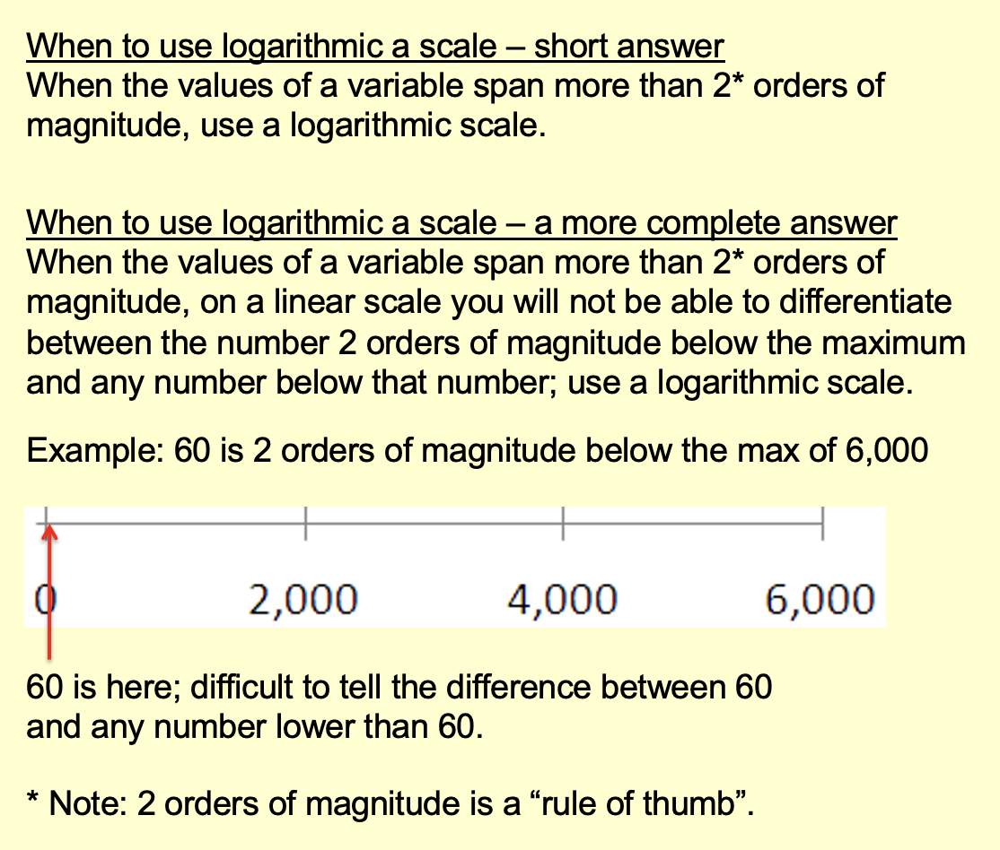 When to use logarithmic a scale – short answer
When the values of a variable span more than 2* orders of
magnitude, use a logarithmic scale.
When to use logarithmic a scale – a more complete answer
When the values of a variable span more than 2* orders of
magnitude, on a linear scale you will not be able to differentiate
between the number 2 orders of magnitude below the maximum
and any number below that number; use a logarithmic scale.
Example: 60 is 2 orders of magnitude below the max of 6,000
0 2,000 4,000 6,000
60 is here; difficult to tell the difference between 60
and any number lower than 60.
* Note: 2 orders of magnitude is a “rule of thumb”.